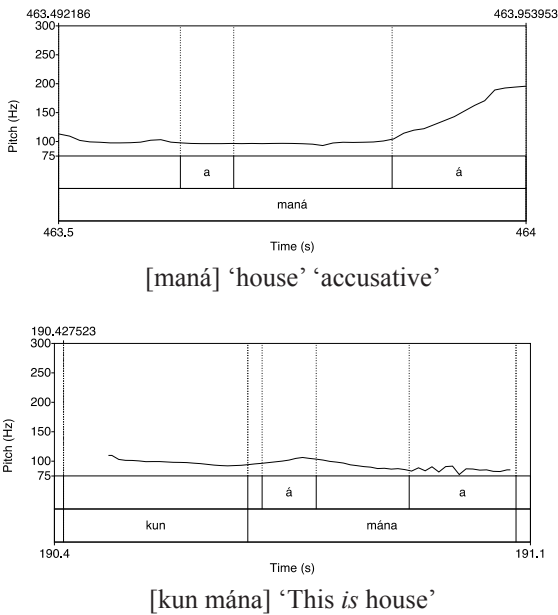 463.492186 463.953953
300
250
200
150
100
75
Pitch (Hz)
a á
maná
463.5 464
Time (s)
[maná] ‘house’ ‘accusative’
190.427523
300
250
200
150
100
75
Pitch (Hz)
á a
kun mána
190.4 191.1
Time (s)
[kun mána] ‘This is house’